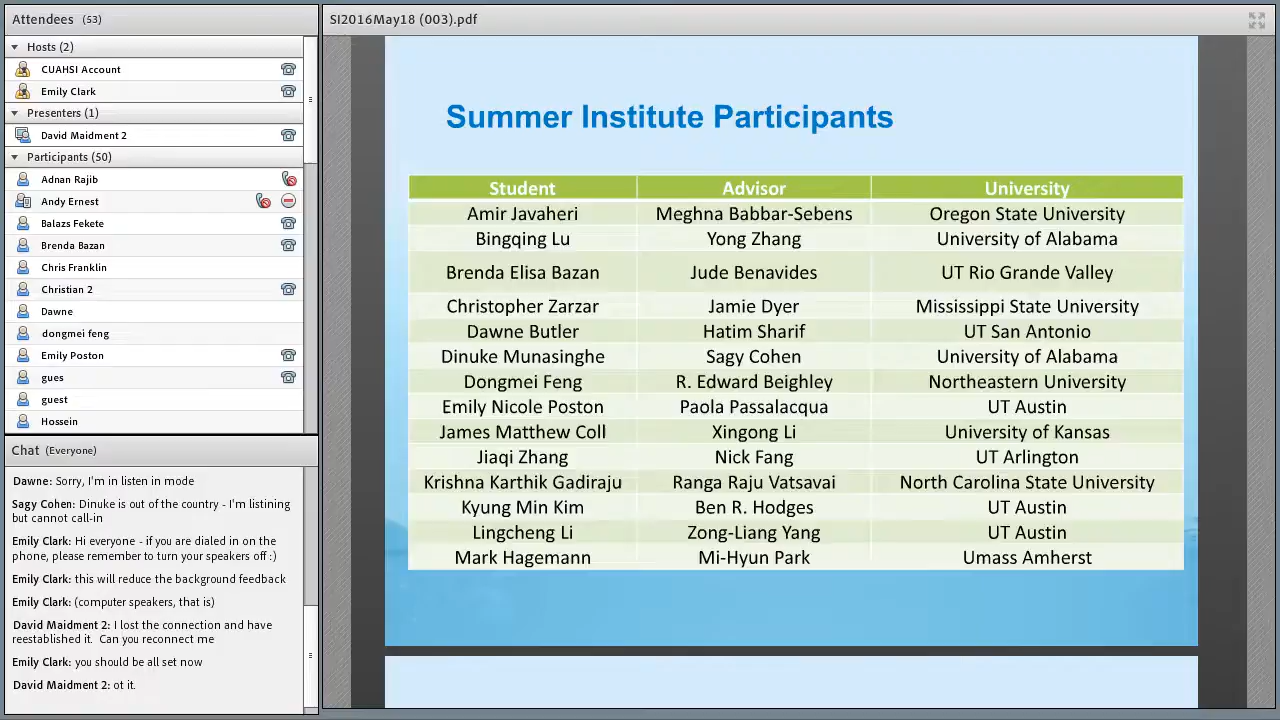 Attendees (53)
Hosts (2)
CUAHSI Account
Emily Clark
Presenters (1)
David Maidment 2
Participants (50)
Adnan Rajib
Andy Ernest
Balazs Fekete
Brenda Bazan
Chris Franklin
Christian 2
Dawne
dongmei feng
Emily Poston
gues
guest
Hossein
Chat (Everyone)
Dawne: Sorry, I'm in listen in mode
Sagy Cohen: Dinuke is out of the country - I'm listining
but cannot call-in
Emily Clark: Hi everyone - if you are dialed in on the
phone, please remember to turn your speakers off :)
Emily Clark: this will reduce the background feedback
Emily Clark: (computer speakers, that is)
David Maidment 2: I lost the connection and have
reestablished it. Can you reconnect me
Emily Clark: you should be all set now
David Maidment 2: ot it.
SI2016May18 (003).pdf
Summer Institute Participants
Student Advisor University
Amir Javaheri Meghna Babbar-Sebens Oregon State University
Bingqing Lu Yong Zhang University of Alabama
Brenda Elisa Bazan Jude Benavides UT Rio Grande Valley
Christopher Zarzar Jamie Dyer Mississippi State University
Dawne Butler Hatim Sharif UT San Antonio
Dinuke Munasinghe Sagy Cohen University of Alabama
Dongmei Feng R. Edward Beighley Northeastern University
Emily Nicole Poston Paola Passalacqua UT Austin
James Matthew Coll Xingong Li University of Kansas
Jiaqi Zhang Nick Fang UT Arlington
Krishna Karthik Gadiraju Ranga Raju Vatsavai North Carolina State University
Kyung Min Kim Ben R. Hodges UT Austin
Lingcheng Li Zong-Liang Yang UT Austin
Mark Hagemann Mi-Hyun Park Umass Amherst